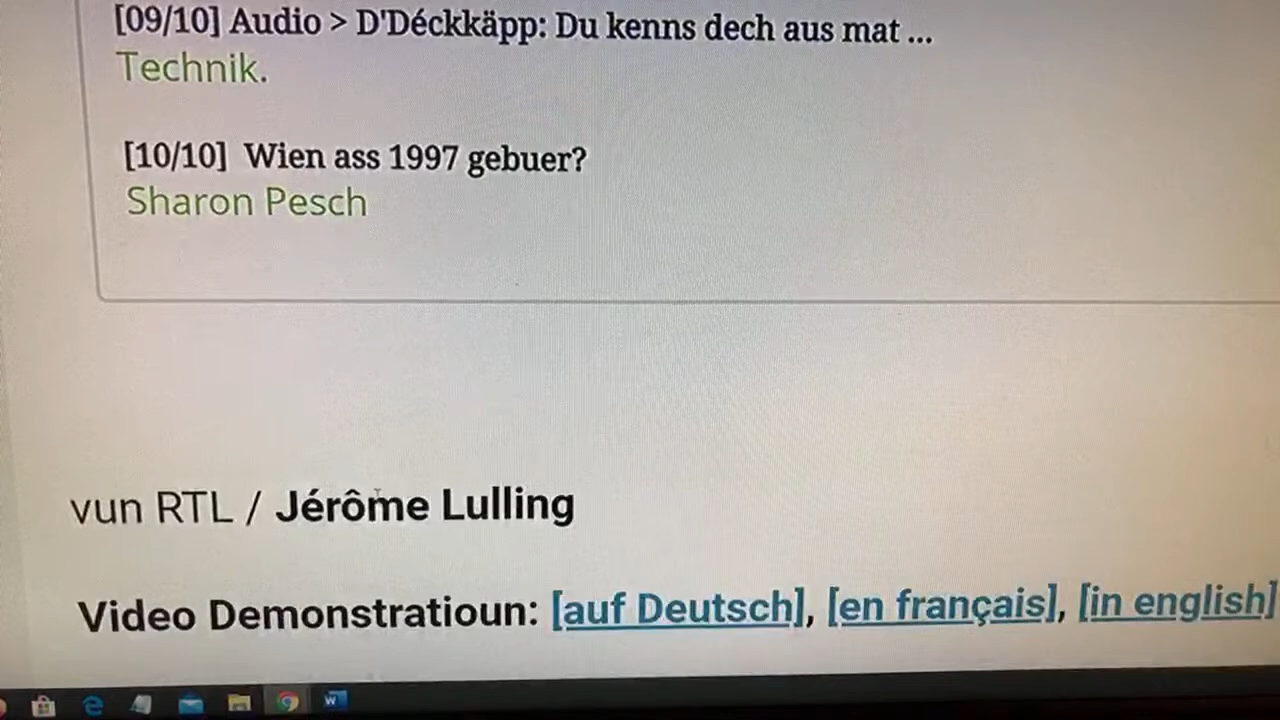 [09/10] Audio > D'Déckkäpp: Du kenns dech aus mat ...
Technik.
[10/10] Wien ass 1997 gebuer?
Sharon Pesch
vun RTL / Jérôme Lulling
Video Demonstratioun: [auf Deutsch], [en français], [in english]